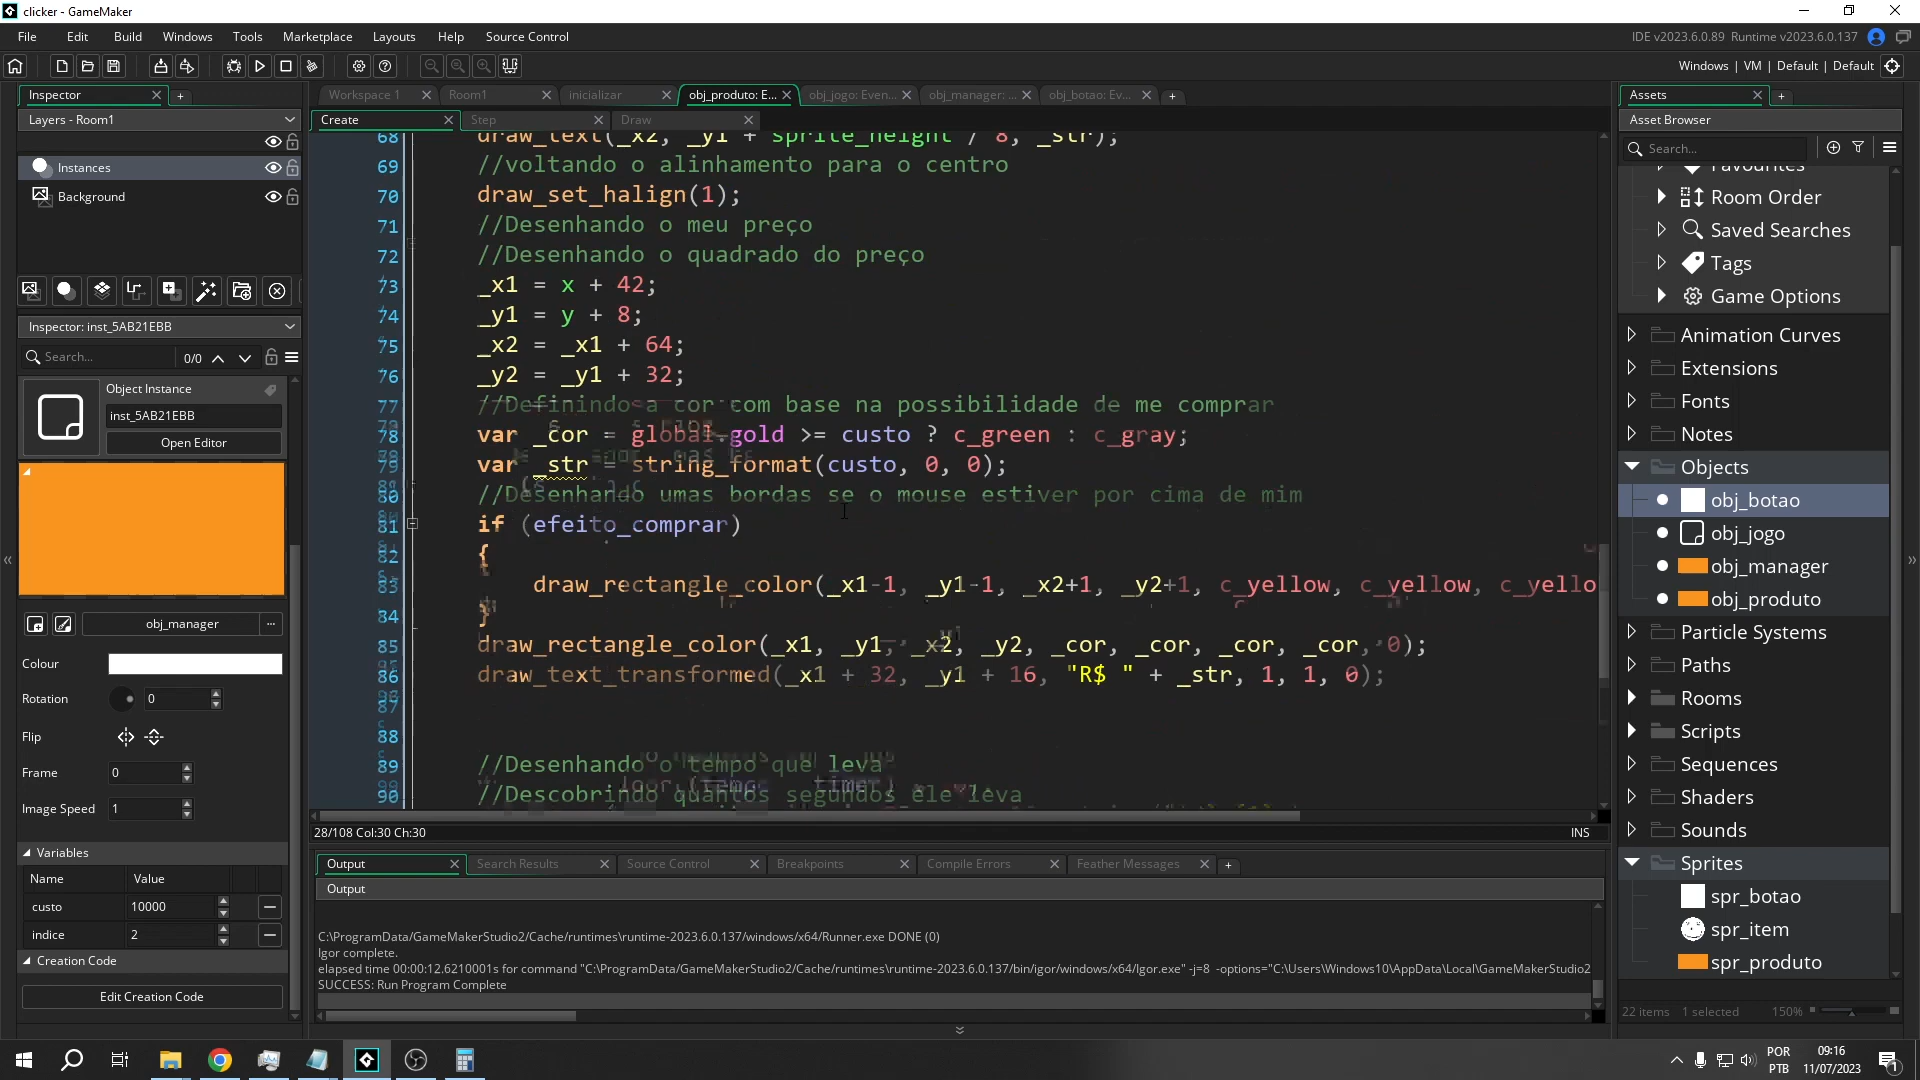 clicker - GameMaker
File Edit Build Windows Tools Marketplace Layouts Help Source Control
IDE v2023.6.0.89 Runtime v2023.6.0.137
Windows | VM | Default | Default
Inspector
Layers - Room1
Instances
Background
Inspector: inst_5AB21EBB
Search...
0/0
Object Instance
inst_5AB21EBB
Open Editor
obj_manager
...
Colour
Rotation 0
Flip
Frame 0
Image Speed 1
Variables
Name Value
custo 10000
indice 2
Creation Code
Edit Creation Code
Workspace 1 Room1 inicializar obj_produto: E... obj_jogo: Even... obj_manager: ... obj_botao: Ev...
Create Step Draw
68 draw_text(_x2, _y1 + sprite_height / 8, _str);
69 //voltando o alinhamento para o centro
70 draw_set_halign(1);
71 //Desenhando o meu preço
72 //Desenhando o quadrado do preço
73 _x1 = x + 42;
74 _y1 = y + 8;
75 _x2 = _x1 + 64;
76 _y2 = _y1 + 32;
77 //Definindo a cor com base na possibilidade de me comprar
78 var _cor = global.gold >= custo ? c_green : c_gray;
79 var _str = string_format(custo, 0, 0);
80 //Desenhando umas bordas se o mouse estiver por cima de mim
81 if (efeito_comprar)
82 {
83 draw_rectangle_color(_x1-1, _y1-1, _x2+1, _y2+1, c_yellow, c_yellow, c_yello
84 }
85 draw_rectangle_color(_x1, _y1, _x2, _y2, _cor, _cor, _cor, _cor, 0);
86 draw_text_transformed(_x1 + 32, _y1 + 16, "R$ " + _str, 1, 1, 0);
87
88
89 //Desenhando o tempo que leva
90 //Descobrindo quantos segundos ele leva
28/108 Col:30 Ch:30
INS
Output Search Results Source Control Breakpoints Compile Errors Feather Messages
Output
C:\ProgramData/GameMakerStudio2/Cache/runtimes\runtime-2023.6.0.137/windows/x64/Runner.exe DONE (0)
Igor complete.
elapsed time 00:00:12.6210001s for command "C:\ProgramData/GameMakerStudio2/Cache/runtimes\runtime-2023.6.0.137/bin/igor/windows/x64/Igor.exe" -j=8 -options="C:\Users\Windows10\AppData\Local\GameMakerStudio2
SUCCESS: Run Program Complete
Assets
Asset Browser
Search...
Favourites
Room Order
Saved Searches
Tags
Game Options
Animation Curves
Extensions
Fonts
Notes
Objects
obj_botao
obj_jogo
obj_manager
obj_produto
Particle Systems
Paths
Rooms
Scripts
Sequences
Shaders
Sounds
Sprites
spr_botao
spr_item
spr_produto
22 items 1 selected 150%
POR
PTB
09:16
11/07/2023
1